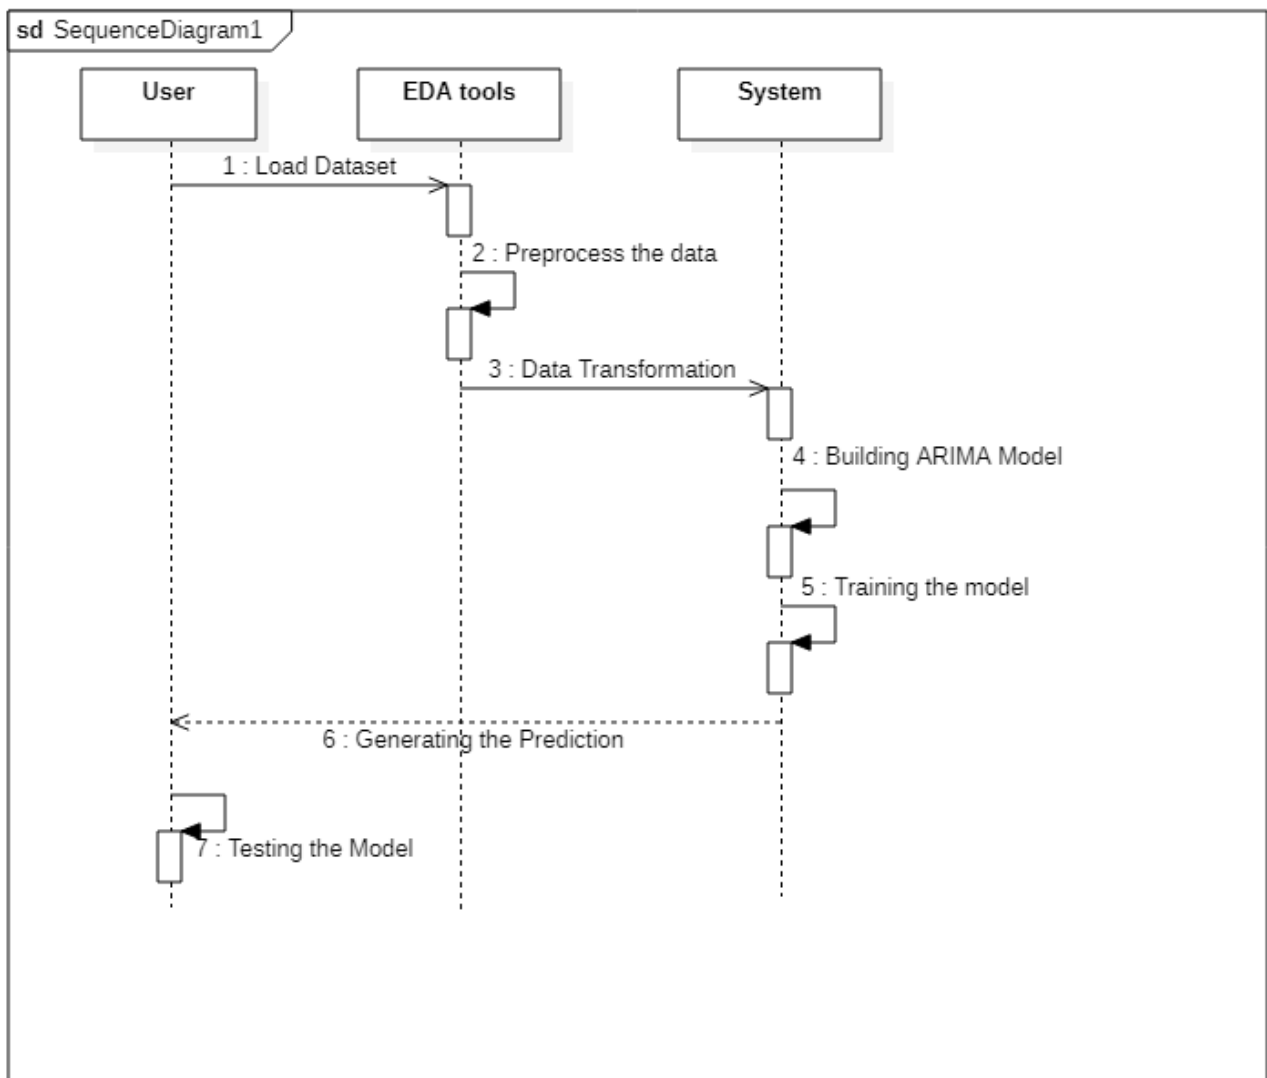 sd SequenceDiagram1
User
EDA tools
System
1 : Load Dataset
2 : Preprocess the data
3 : Data Transformation
4 : Building ARIMA Model
5 : Training the model
6 : Generating the Prediction
7 : Testing the Model